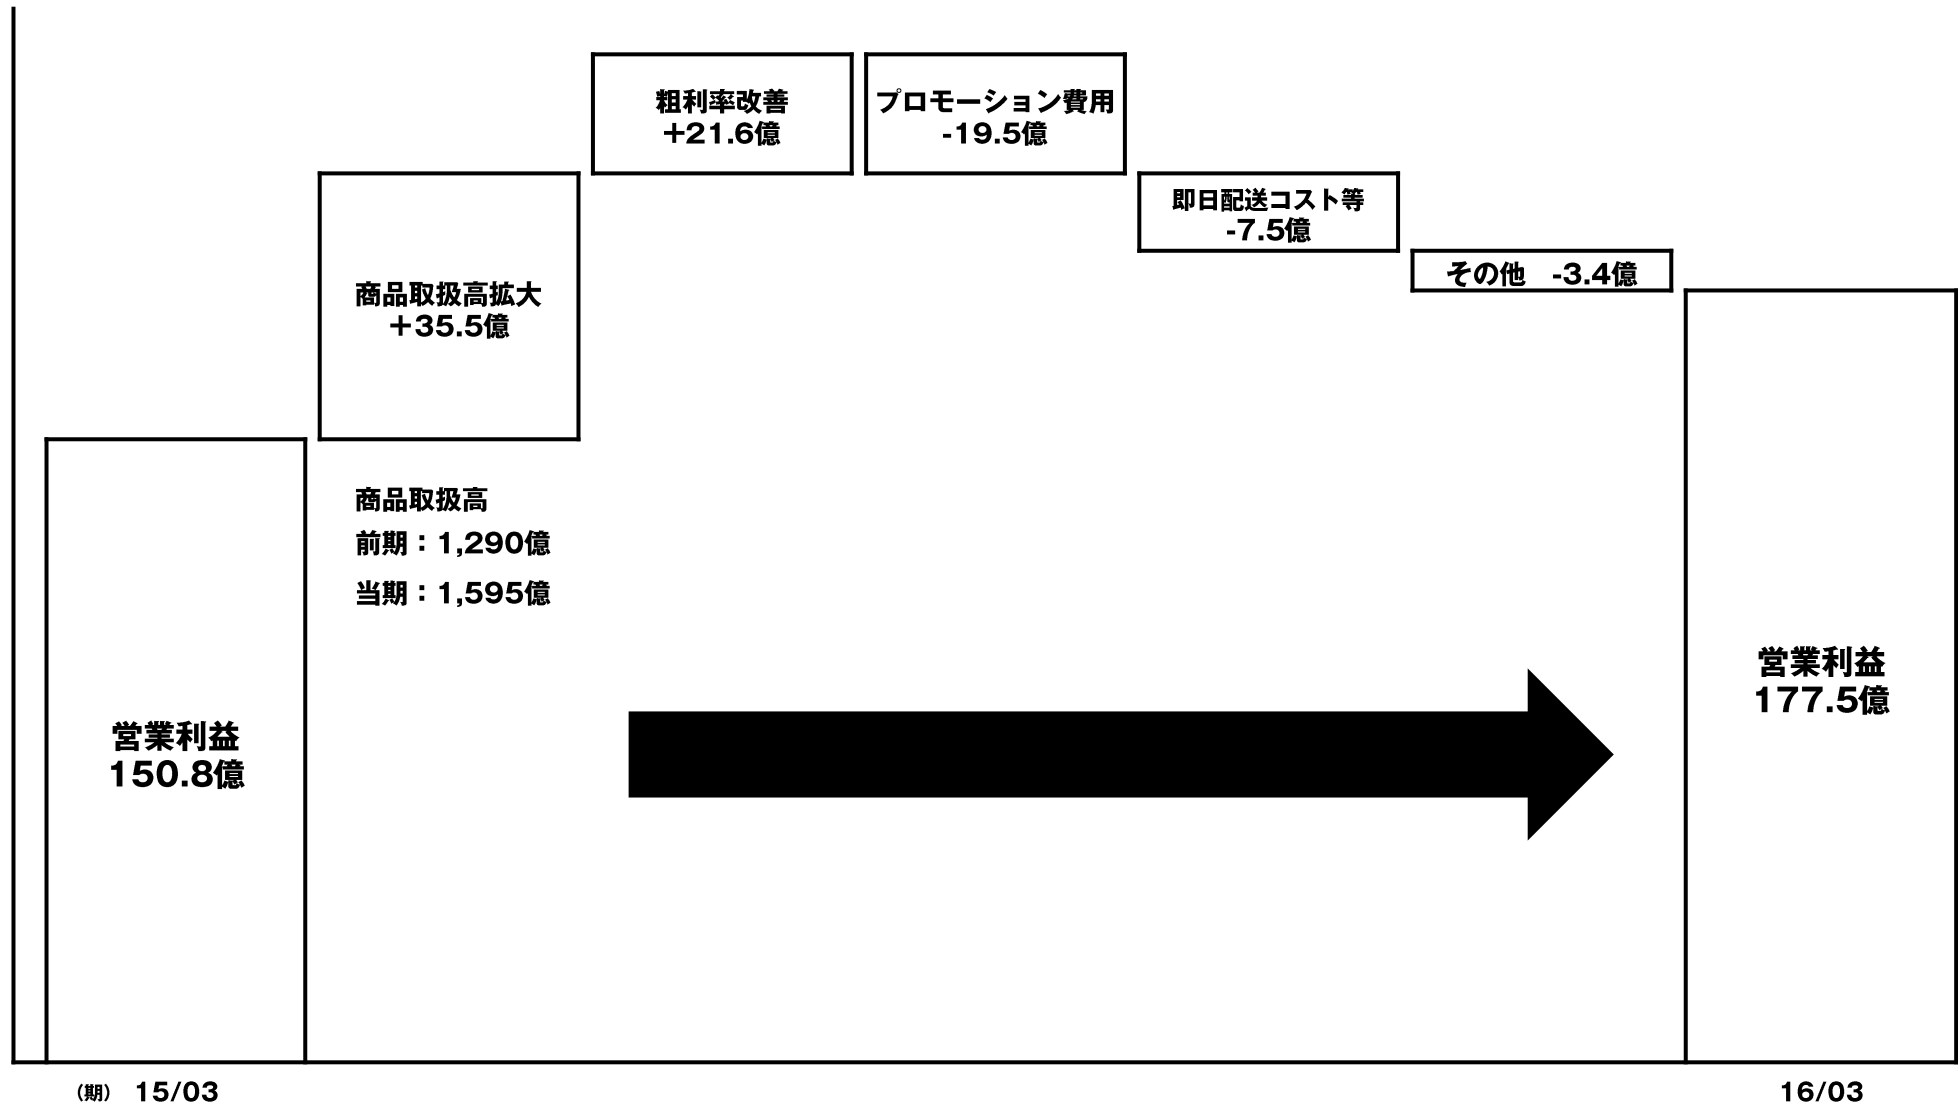 粗利率改善
+21.6億
プロモーション費用
-19.5億
即日配送コスト等
-7.5億
その他　-3.4億
商品取扱高拡大
+35.5億
商品取扱高
前期：1,290億
当期：1,595億
営業利益
150.8億
営業利益
177.5億
（期）　15/03
16/03